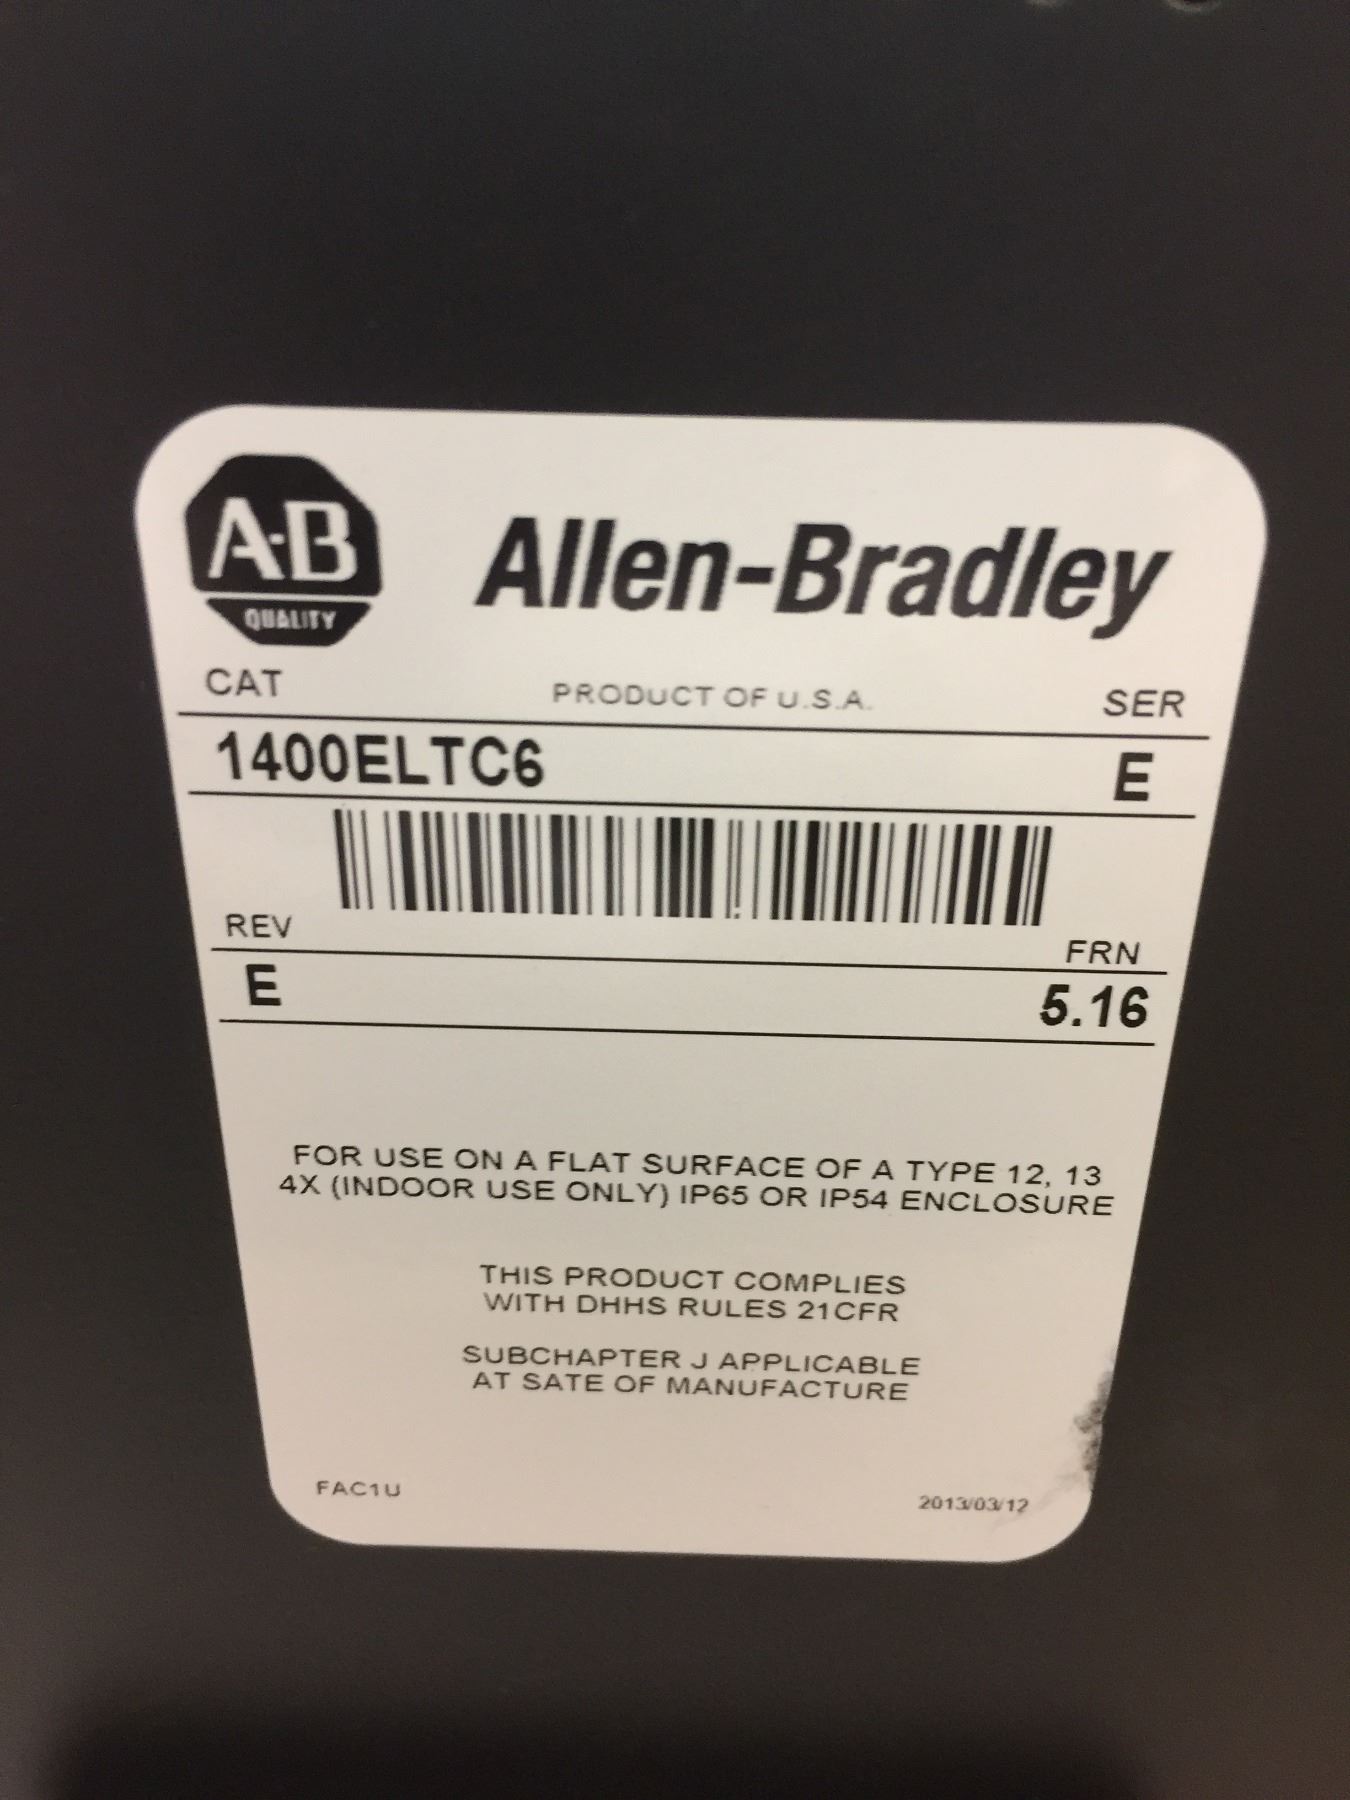 A-B
QUALITY
Allen-Bradley
CAT PRODUCT OF U.S.A. SER
1400ELTC6 E
REV FRN
E 5.16
FOR USE ON A FLAT SURFACE OF A TYPE 12, 13
4X (INDOOR USE ONLY) IP65 OR IP54 ENCLOSURE
THIS PRODUCT COMPLIES
WITH DHHS RULES 21CFR
SUBCHAPTER J APPLICABLE
AT SATE OF MANUFACTURE
FAC1U 2013/03/12